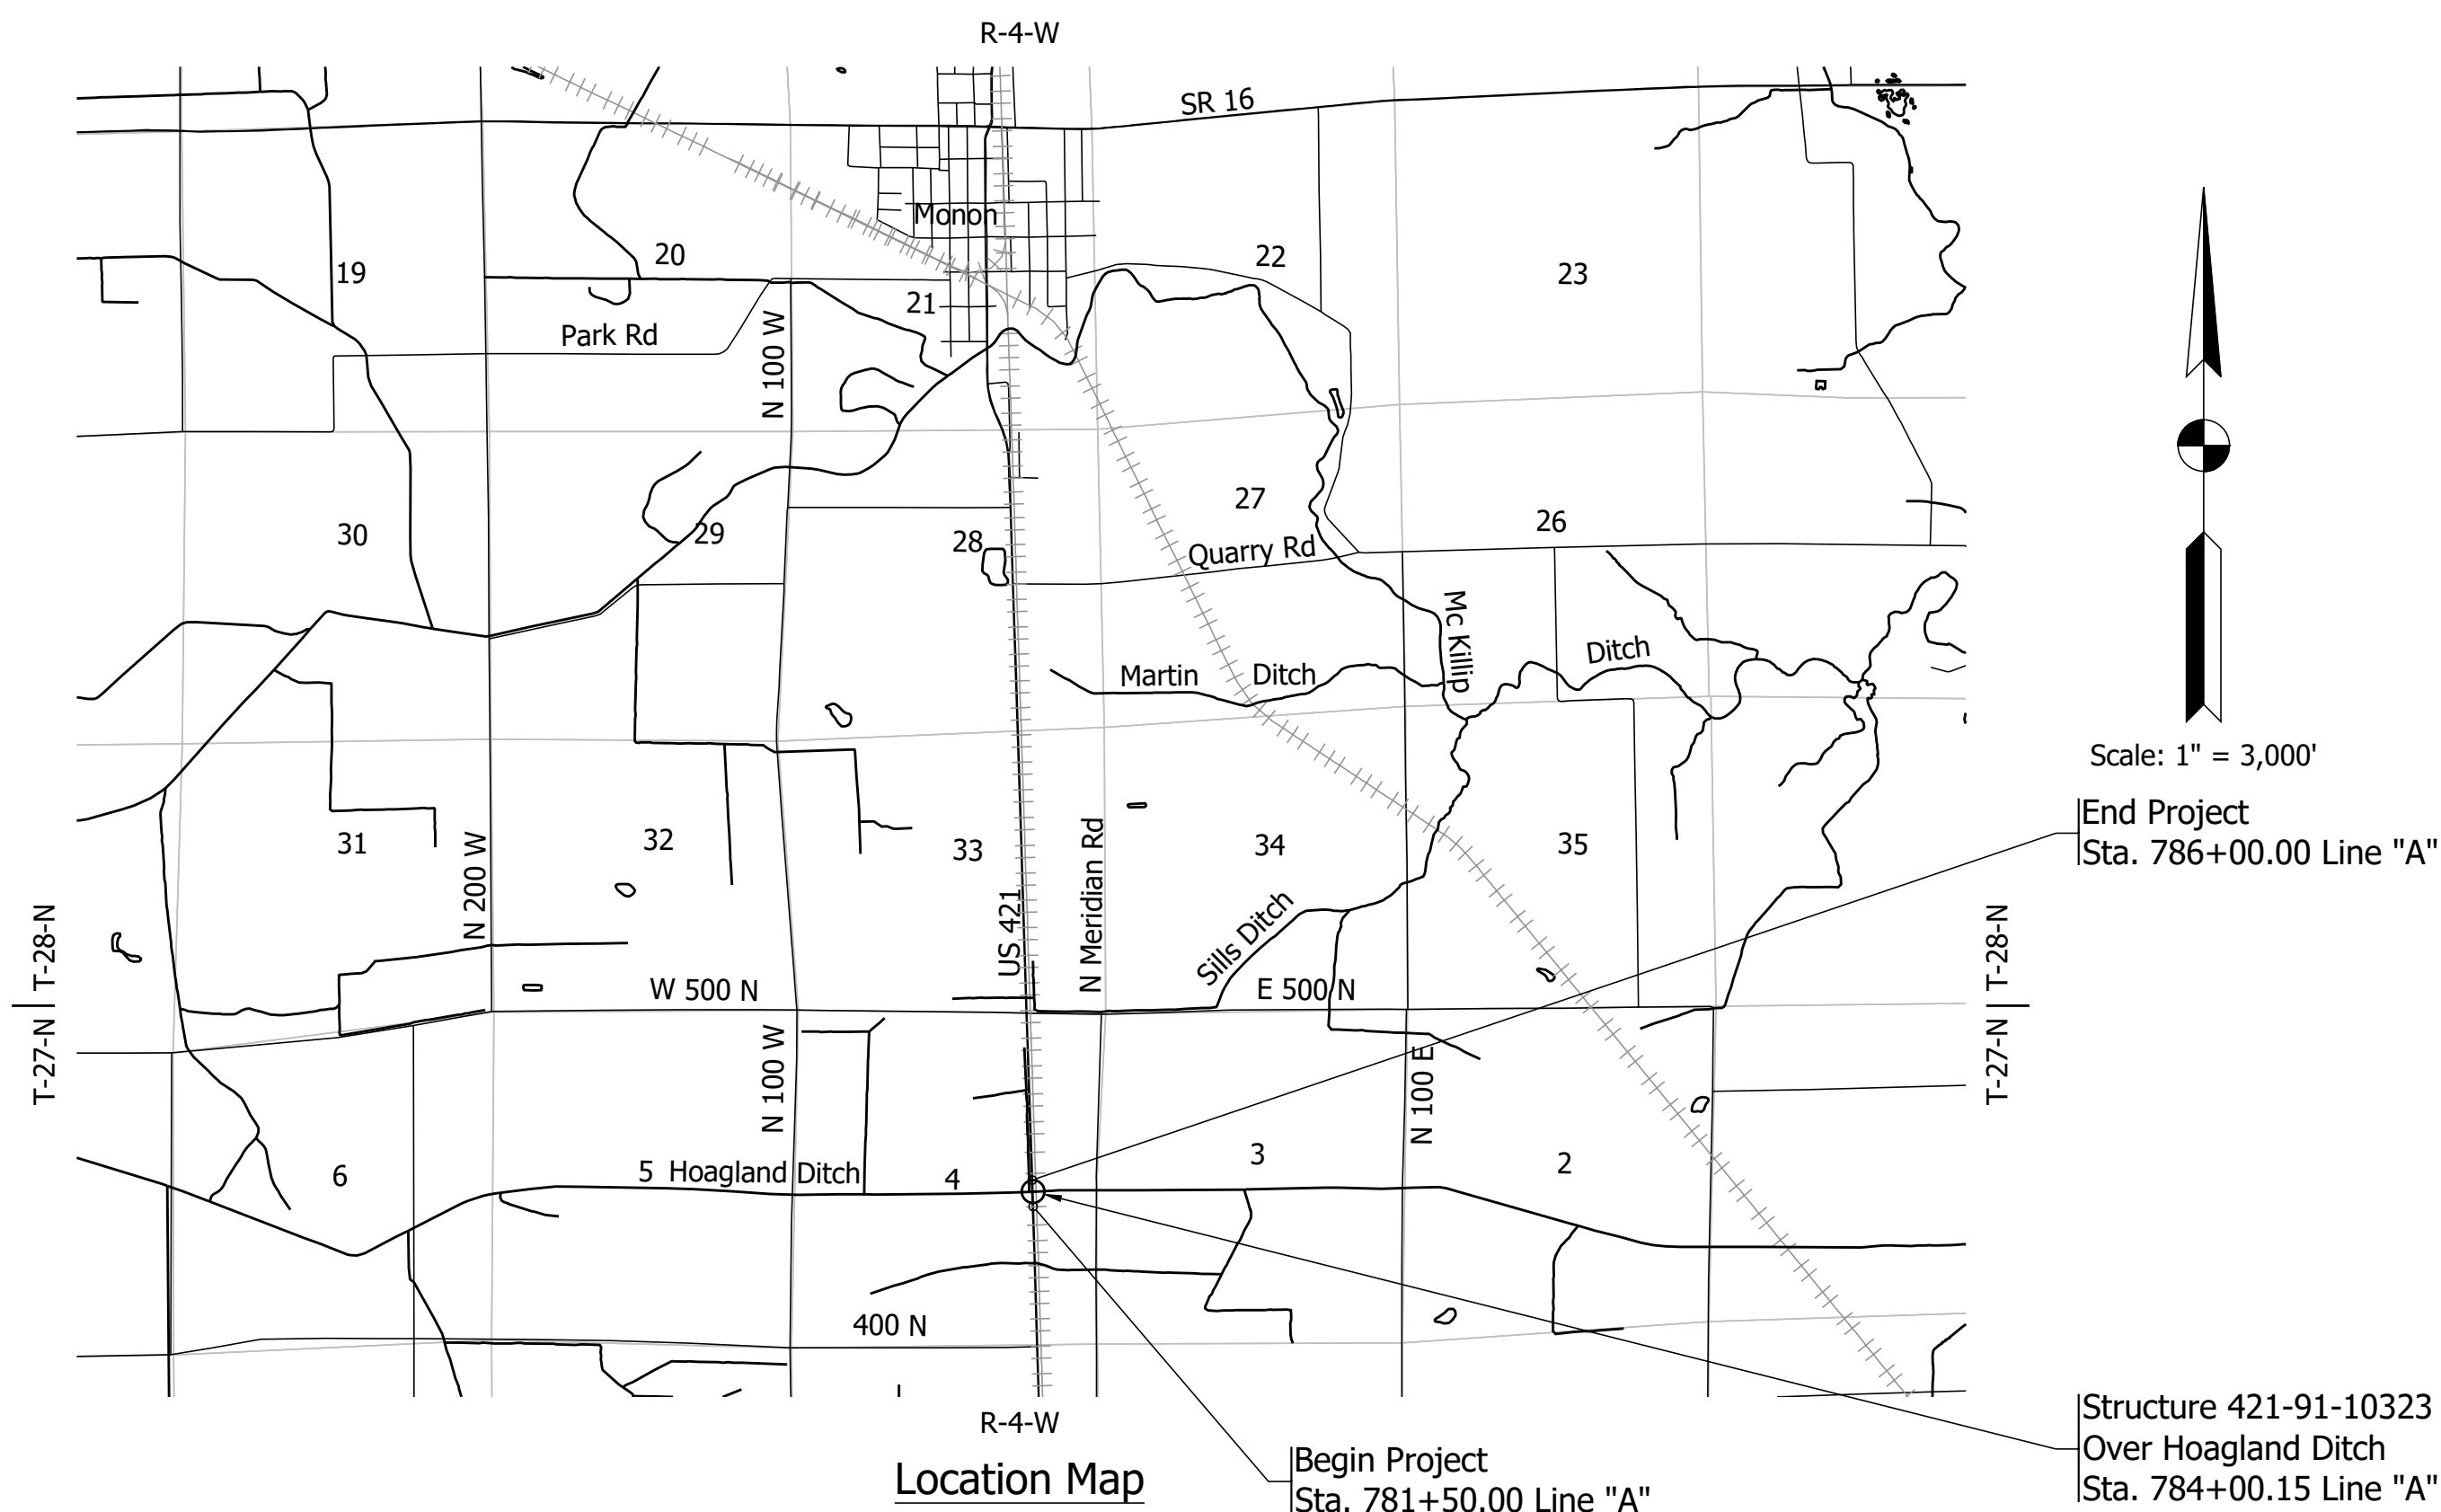 R-4-W
SR 16
Monon
19
20
21
22
23
Park Rd
N 100 W
30
29
28
27
26
Quarry Rd
Mc Killip
Ditch
Martin Ditch
Scale: 1" = 3,000'
End Project
Sta. 786+00.00 Line "A"
31
N 200 W
32
33
US 421
N Meridian Rd
34
35
Sills Ditch
T-27-N | T-28-N
T-27-N | T-28-N
W 500 N
E 500 N
N 100 W
N 100 E
6
5 Hoagland Ditch
4
3
2
400 N
R-4-W
Location Map
Begin Project
Sta. 781+50.00 Line "A"
Structure 421-91-10323
Over Hoagland Ditch
Sta. 784+00.15 Line "A"